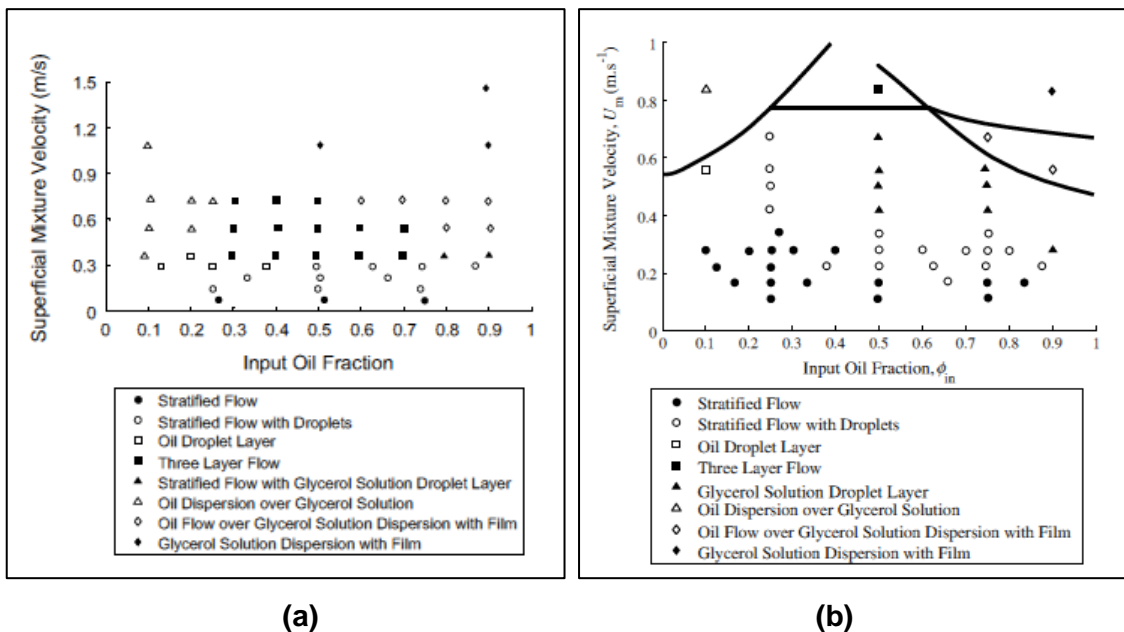 Superficial Mixture Velocity (m/s)
1.5
1.2
0.9
0.6
0.3
0
0 0.1 0.2 0.3 0.4 0.5 0.6 0.7 0.8 0.9 1
Input Oil Fraction
Stratified Flow
Stratified Flow with Droplets
Oil Droplet Layer
Three Layer Flow
Stratified Flow with Glycerol Solution Droplet Layer
Oil Dispersion over Glycerol Solution
Oil Flow over Glycerol Solution Dispersion with Film
Glycerol Solution Dispersion with Film
(a)
Superficial Mixture Velocity, Um (m.s⁻¹)
1
0.8
0.6
0.4
0.2
0
0 0.1 0.2 0.3 0.4 0.5 0.6 0.7 0.8 0.9 1
Input Oil Fraction, ϕin
Stratified Flow
Stratified Flow with Droplets
Oil Droplet Layer
Three Layer Flow
Glycerol Solution Droplet Layer
Oil Dispersion over Glycerol Solution
Oil Flow over Glycerol Solution Dispersion with Film
Glycerol Solution Dispersion with Film
(b)